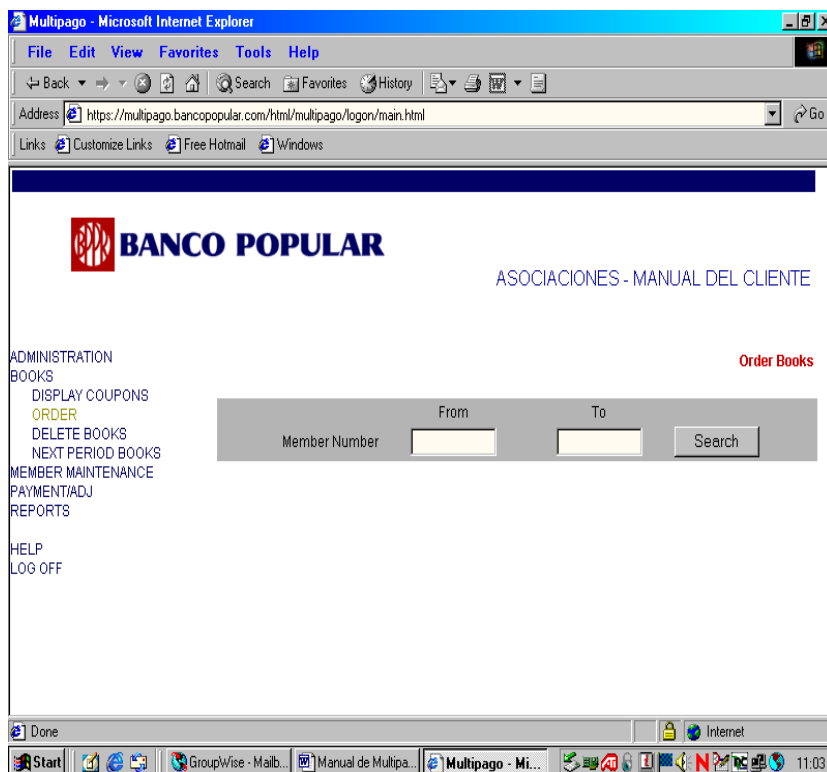 Multipago - Microsoft Internet Explorer
File Edit View Favorites Tools Help
Back Search Favorites History
Address https://multipago.bancopopular.com/html/multipago/logon/main.html Go
Links Customize Links Free Hotmail Windows
BANCO POPULAR
ASOCIACIONES - MANUAL DEL CLIENTE
ADMINISTRATION
BOOKS
DISPLAY COUPONS
ORDER
DELETE BOOKS
NEXT PERIOD BOOKS
MEMBER MAINTENANCE
PAYMENT/ADJ
REPORTS
HELP
LOG OFF
Order Books
From To
Member Number Search
Done Internet
Start GroupWise - Mailb... Manual de Multipa... Multipago - Mi... 11:03